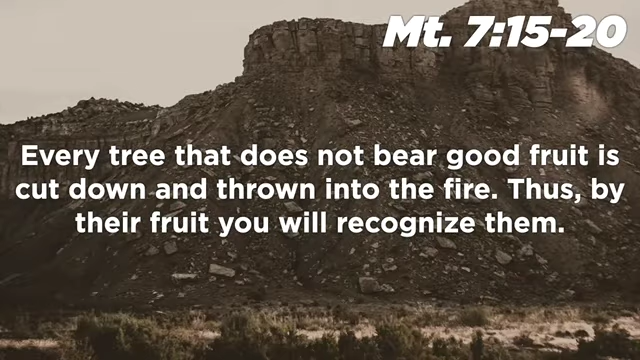 Mt. 7:15-20
Every tree that does not bear good fruit is
cut down and thrown into the fire. Thus, by
their fruit you will recognize them.